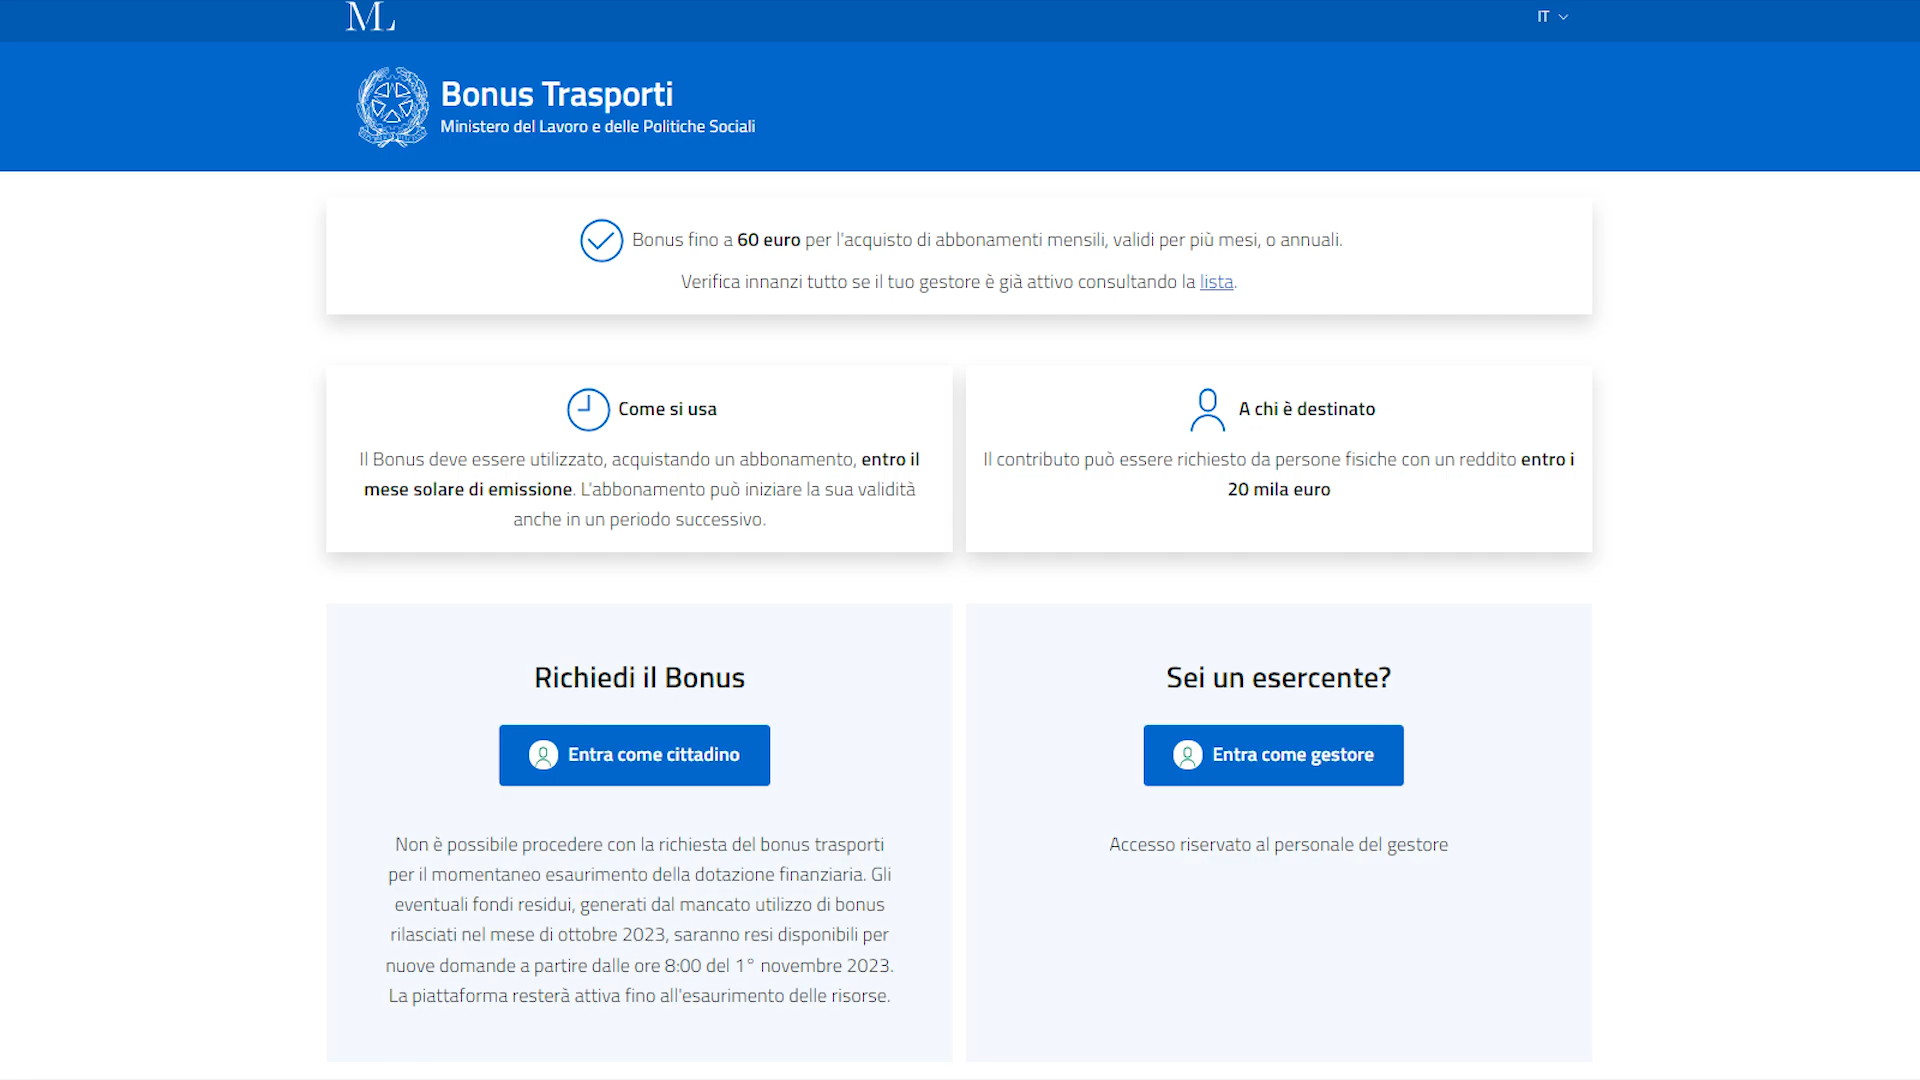 ML
IT
Bonus Trasporti
Ministero del Lavoro e delle Politiche Sociali
Bonus fino a 60 euro per l'acquisto di abbonamenti mensili, validi per più mesi, o annuali.
Verifica innanzi tutto se il tuo gestore è già attivo consultando la lista.
Come si usa
Il Bonus deve essere utilizzato, acquistando un abbonamento, entro il
mese solare di emissione. L'abbonamento può iniziare la sua validità
anche in un periodo successivo.
A chi è destinato
Il contributo può essere richiesto da persone fisiche con un reddito entro i
20 mila euro
Richiedi il Bonus
Entra come cittadino
Non è possibile procedere con la richiesta del bonus trasporti
per il momentaneo esaurimento della dotazione finanziaria. Gli
eventuali fondi residui, generati dal mancato utilizzo di bonus
rilasciati nel mese di ottobre 2023, saranno resi disponibili per
nuove domande a partire dalle ore 8:00 del 1° novembre 2023.
La piattaforma resterà attiva fino all'esaurimento delle risorse.
Sei un esercente?
Entra come gestore
Accesso riservato al personale del gestore